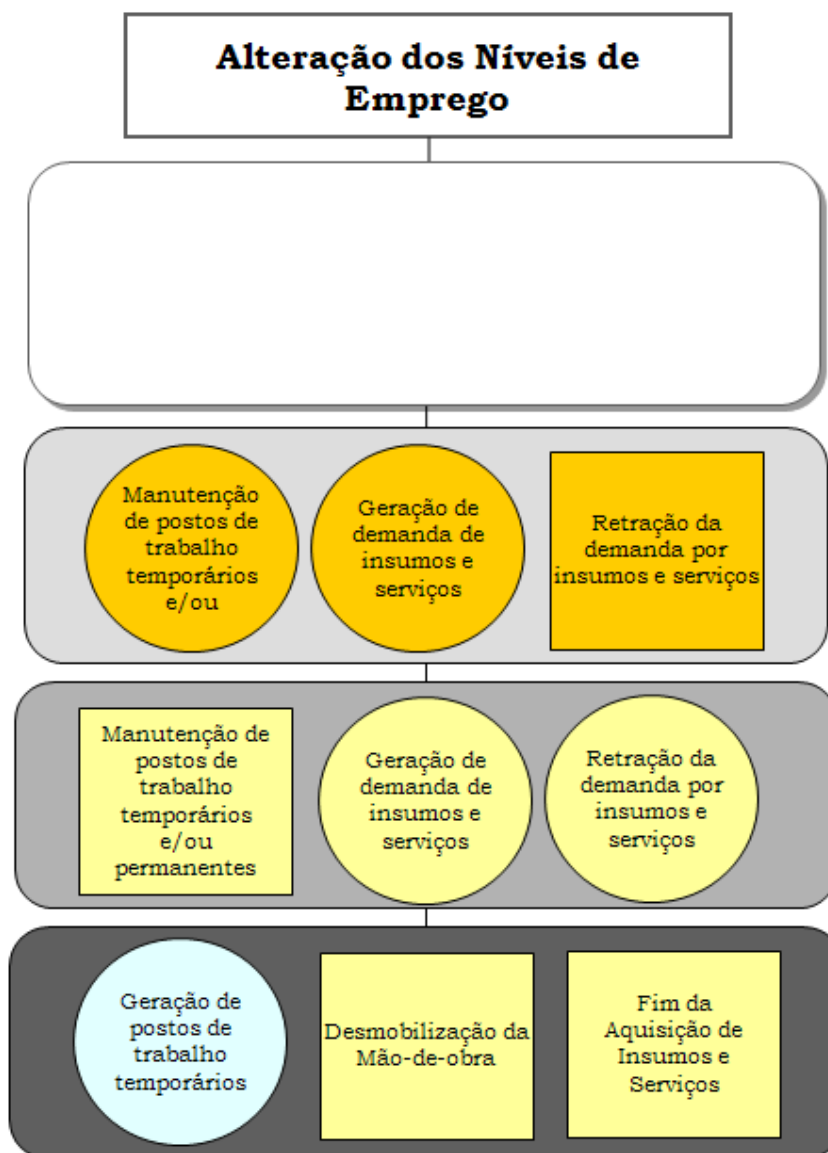 Alteração dos Níveis de
Emprego
Manutenção
de postos de
trabalho
temporários
e/ou
Geração de
demanda de
insumos e
serviços
Retração da
demanda por
insumos e serviços
Manutenção de
postos de
trabalho
temporários
e/ou
permanentes
Geração de
demanda de
insumos e
serviços
Retração da
demanda por
insumos e
serviços
Geração de
postos de
trabalho
temporários
Desmobilização da
Mão-de-obra
Fim da
Aquisição de
Insumos e
Serviços